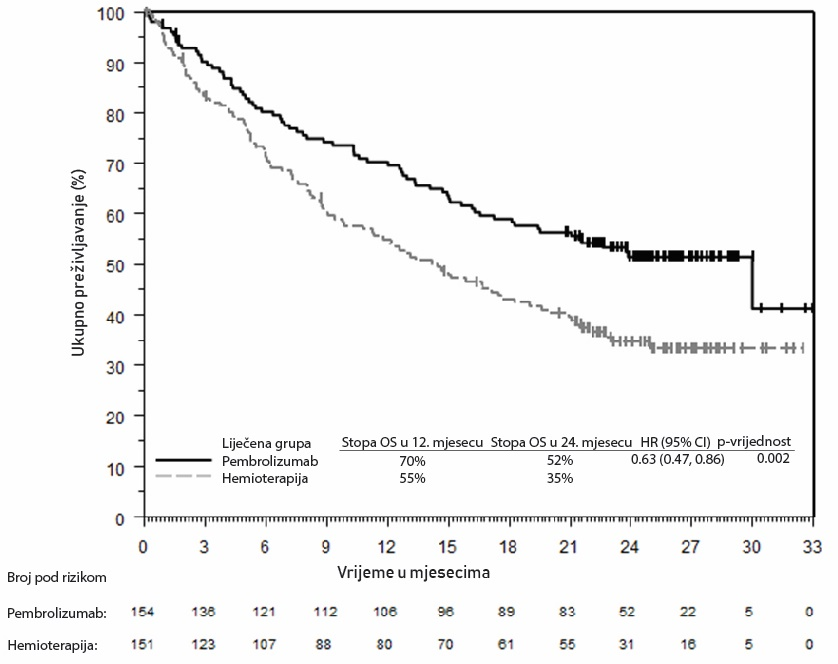 Ukupno preživljavanje (%)
100
90
80
70
60
50
40
30
20
10
0
Liječena grupa Stopa OS u 12. mjesecu Stopa OS u 24. mjesecu HR (95% CI) p-vrijednost
Pembrolizumab 70% 52% 0.63 (0.47, 0.86) 0.002
Hemioterapija 55% 35%
0 3 6 9 12 15 18 21 24 27 30 33
Vrijeme u mjesecima
Broj pod rizikom
Pembrolizumab: 154 136 121 112 106 96 89 83 52 22 5 0
Hemioterapija: 151 123 107 88 80 70 61 55 31 16 5 0